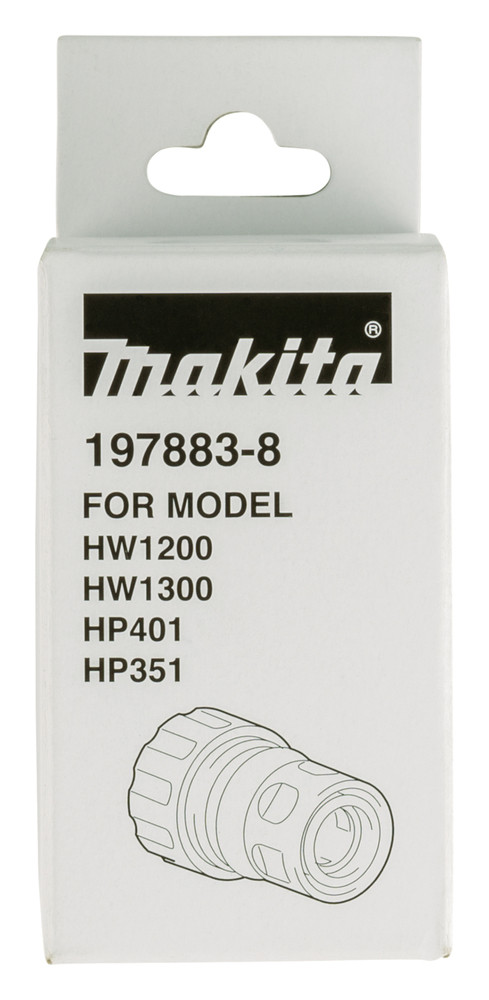 makita®
197883-8
FOR MODEL
HW1200
HW1300
HP401
HP351